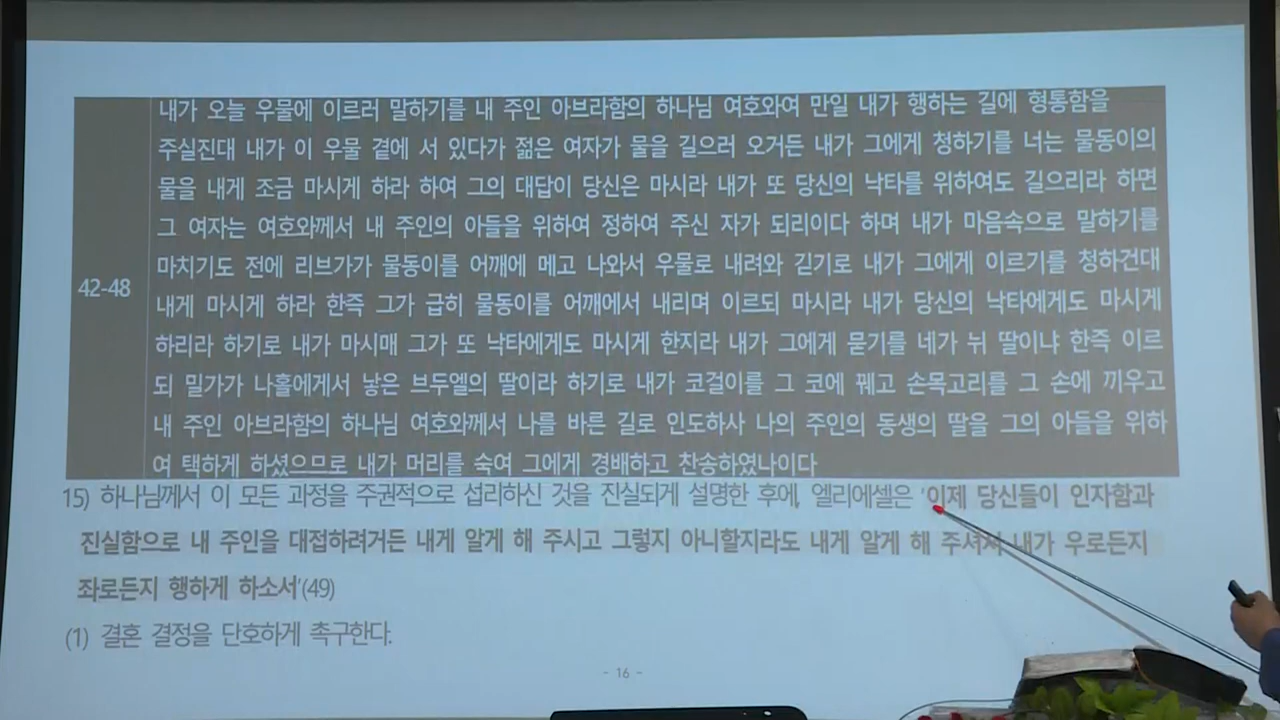 내가 오늘 우물에 이르러 말하기를 내 주인 아브라함의 하나님 여호와여 만일 내가 행하는 길에 형통함을
주실진대 내가 이 우물 곁에 서 있다가 젊은 여자가 물을 길으러 오거든 내가 그에게 청하기를 너는 물동이의
물을 내게 조금 마시게 하라 하여 그의 대답이 당신은 마시라 내가 또 당신의 낙타를 위하여도 길으리라 하면
그 여자는 여호와께서 내 주인의 아들을 위하여 정하여 주신 자가 되리이다 하며 내가 마음속으로 말하기를
마치기도 전에 리브가가 물동이를 어깨에 메고 나와서 우물로 내려와 긷기로 내가 그에게 이르기를 청하건대
42-48
내게 마시게 하라 한즉 그가 급히 물동이를 어깨에서 내리며 이르되 마시라 내가 당신의 낙타에게도 마시게
하리라 하기로 내가 마시매 그가 또 낙타에게도 마시게 한지라 내가 그에게 묻기를 네가 뉘 딸이냐 한즉 이르
되 밀가가 나홀에게서 낳은 브두엘의 딸이라 하기로 내가 코걸이를 그 코에 꿰고 손목고리를 그 손에 끼우고
내 주인 아브라함의 하나님 여호와께서 나를 바른 길로 인도하사 나의 주인의 동생의 딸을 그의 아들을 위하
여 택하게 하셨으므로 내가 머리를 숙여 그에게 경배하고 찬송하였나이다
15) 하나님께서 이 모든 과정을 주권적으로 섭리하신 것을 진실되게 설명한 후에, 엘리에셀은 '이제 당신들이 인자함과
진실함으로 내 주인을 대접하려거든 내게 알게 해 주시고 그렇지 아니할지라도 내게 알게 해 주셔서 내가 우로든지
좌로든지 행하게 하소서'(49)
(1) 결혼 결정을 단호하게 촉구한다.
- 16 -